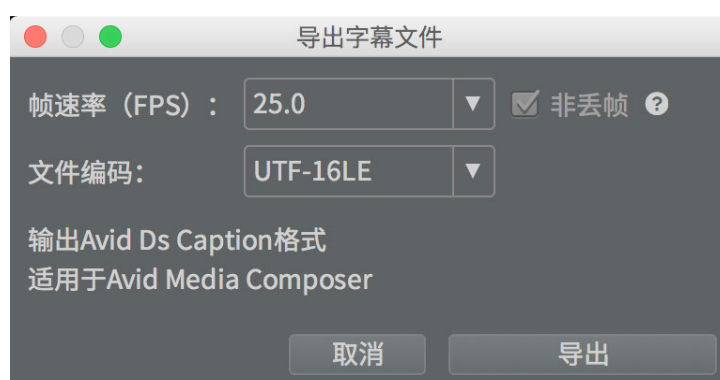 导出字幕文件
帧速率（FPS）： 25.0 非丢帧 ?
文件编码： UTF-16LE
输出Avid Ds Caption格式
适用于Avid Media Composer
取消 导出